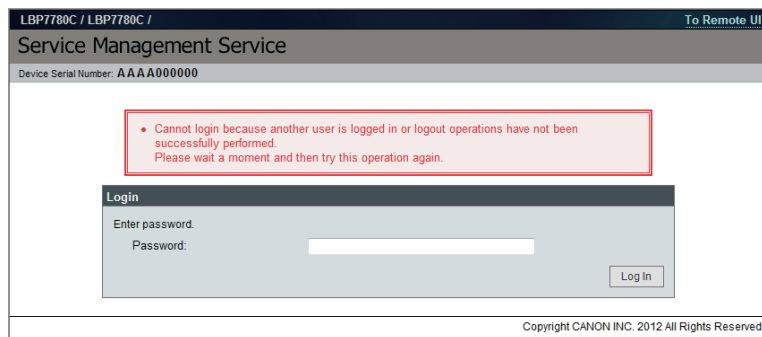 LBP7780C / LBP7780C /
To Remote UI
Service Management Service
Device Serial Number: AAAA000000
• Cannot login because another user is logged in or logout operations have not been
successfully performed.
Please wait a moment and then try this operation again.
Login
Enter password.
Password:
Log In
Copyright CANON INC. 2012 All Rights Reserved